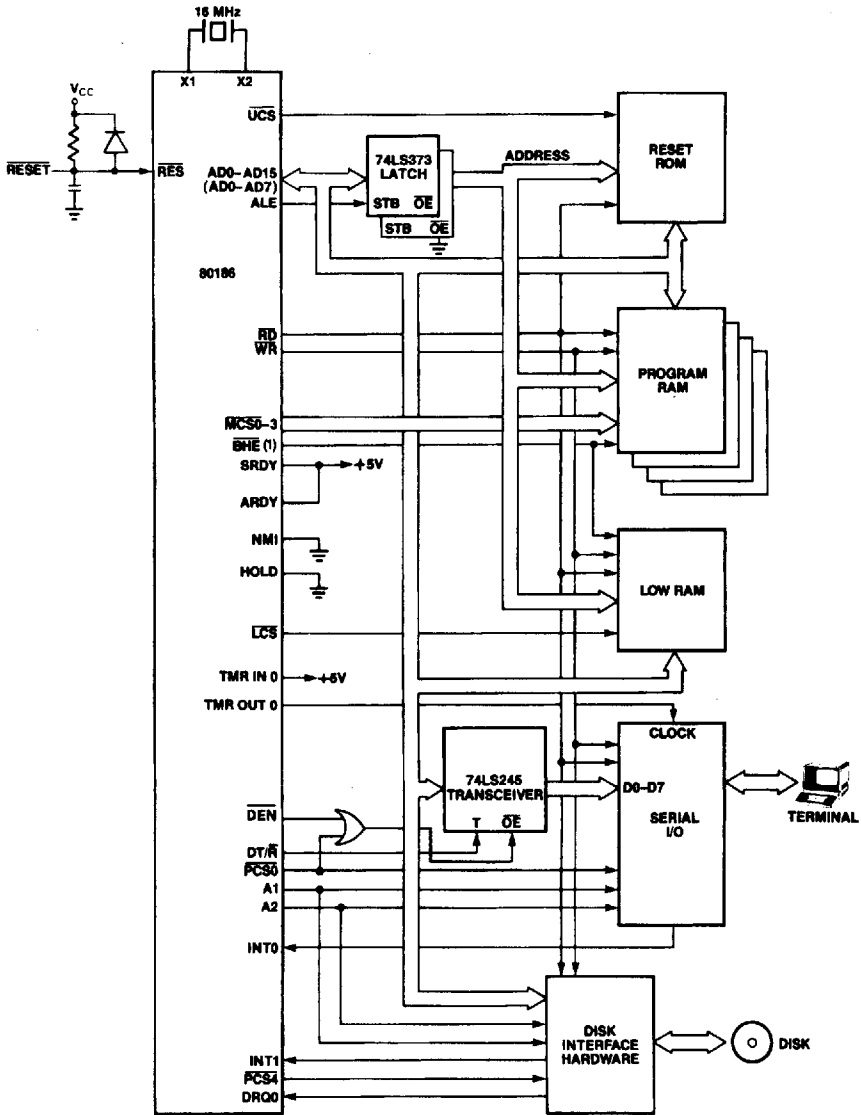 16 MHz
X1 X2
VCC
RESET
RES
UCS
AD0-AD15
(AD0-AD7)
ALE
74LS373
LATCH
STB OE
STB OE
ADDRESS
RESET
ROM
80186
RD
WR
PROGRAM
RAM
MCS0-3
BHE (1)
SRDY
+5V
ARDY
NMI
HOLD
LOW RAM
LCS
TMR IN 0
+5V
TMR OUT 0
CLOCK
74LS245
TRANSCEIVER
T OE
D0-D7
SERIAL
I/O
TERMINAL
DEN
DT/R
PCS0
A1
A2
INT0
DISK
INTERFACE
HARDWARE
DISK
INT1
PCS4
DRQ0